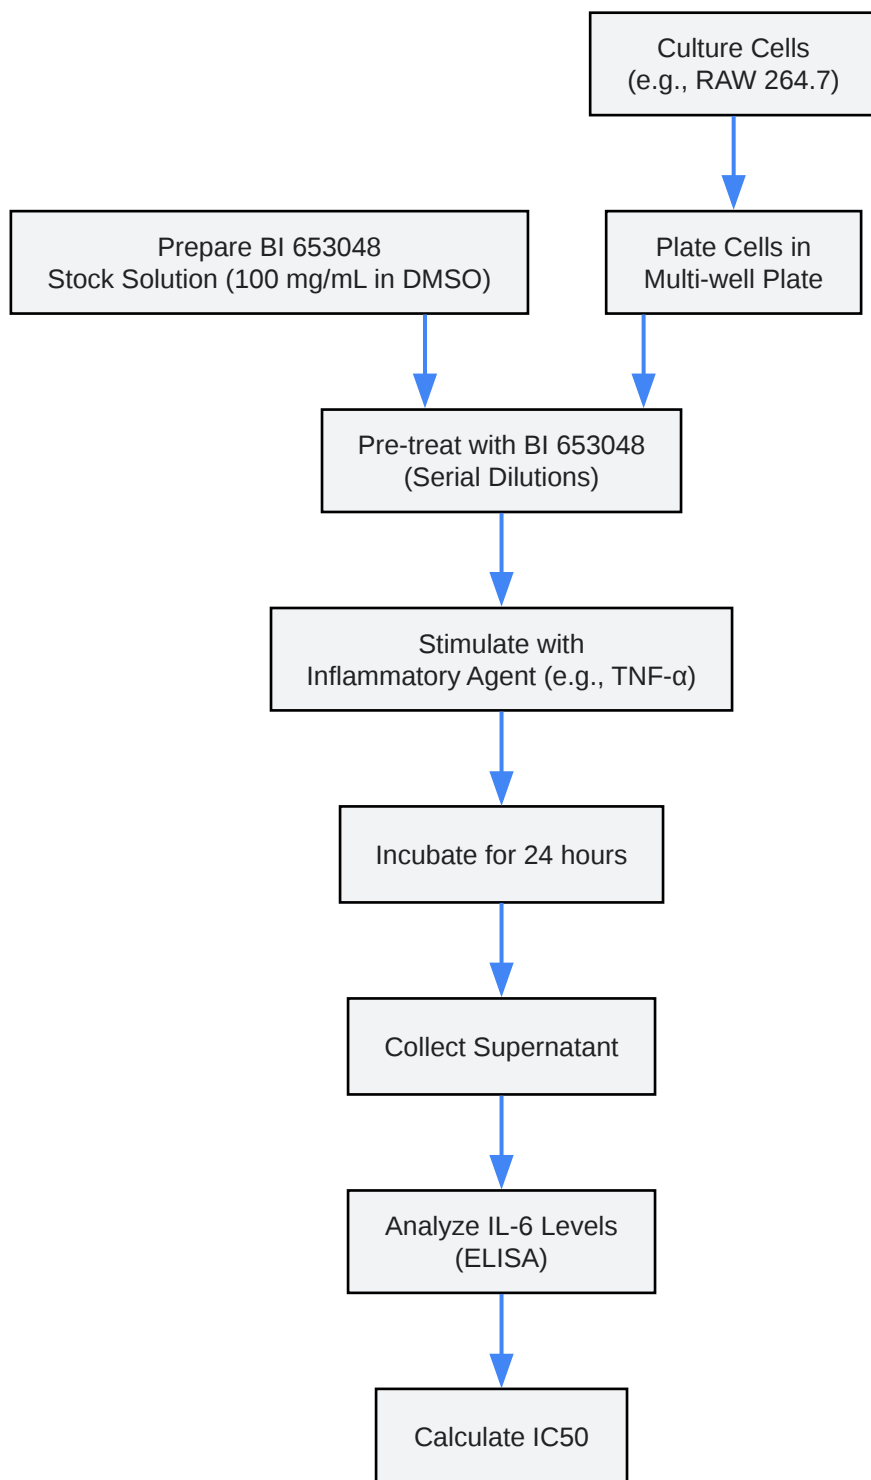 Culture Cells
(e.g., RAW 264.7)
Prepare BI 653048
Stock Solution (100 mg/mL in DMSO)
Plate Cells in
Multi-well Plate
Pre-treat with BI 653048
(Serial Dilutions)
Stimulate with
Inflammatory Agent (e.g., TNF-α)
Incubate for 24 hours
Collect Supernatant
Analyze IL-6 Levels
(ELISA)
Calculate IC50